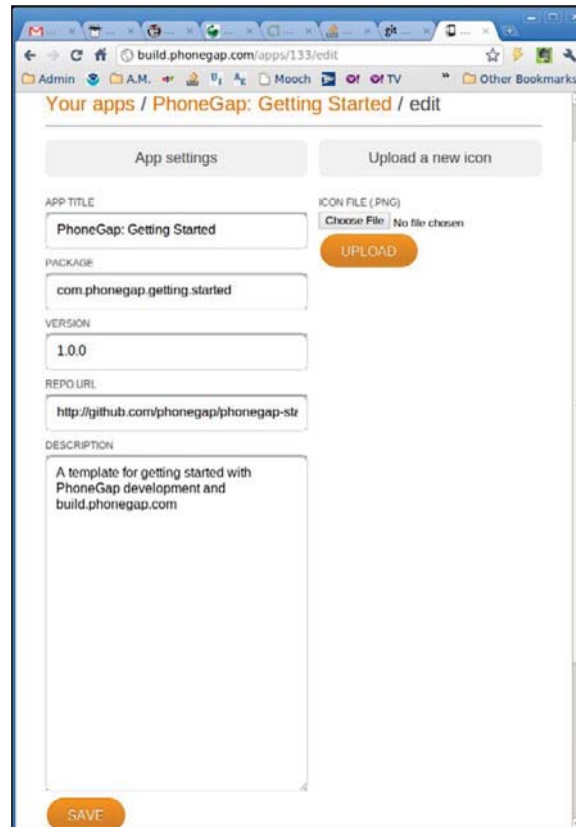 git ...
build.phonegap.com/apps/133/edit
Admin A.M. Mooch TV » Other Bookmarks
Your apps / PhoneGap: Getting Started / edit
App settings
Upload a new icon
APP TITLE
PhoneGap: Getting Started
ICON FILE (.PNG)
Choose File No file chosen
UPLOAD
PACKAGE
com.phonegap.getting.started
VERSION
1.0.0
REPO URL
http://github.com/phonegap/phonegap-sta
DESCRIPTION
A template for getting started with
PhoneGap development and
build.phonegap.com
SAVE